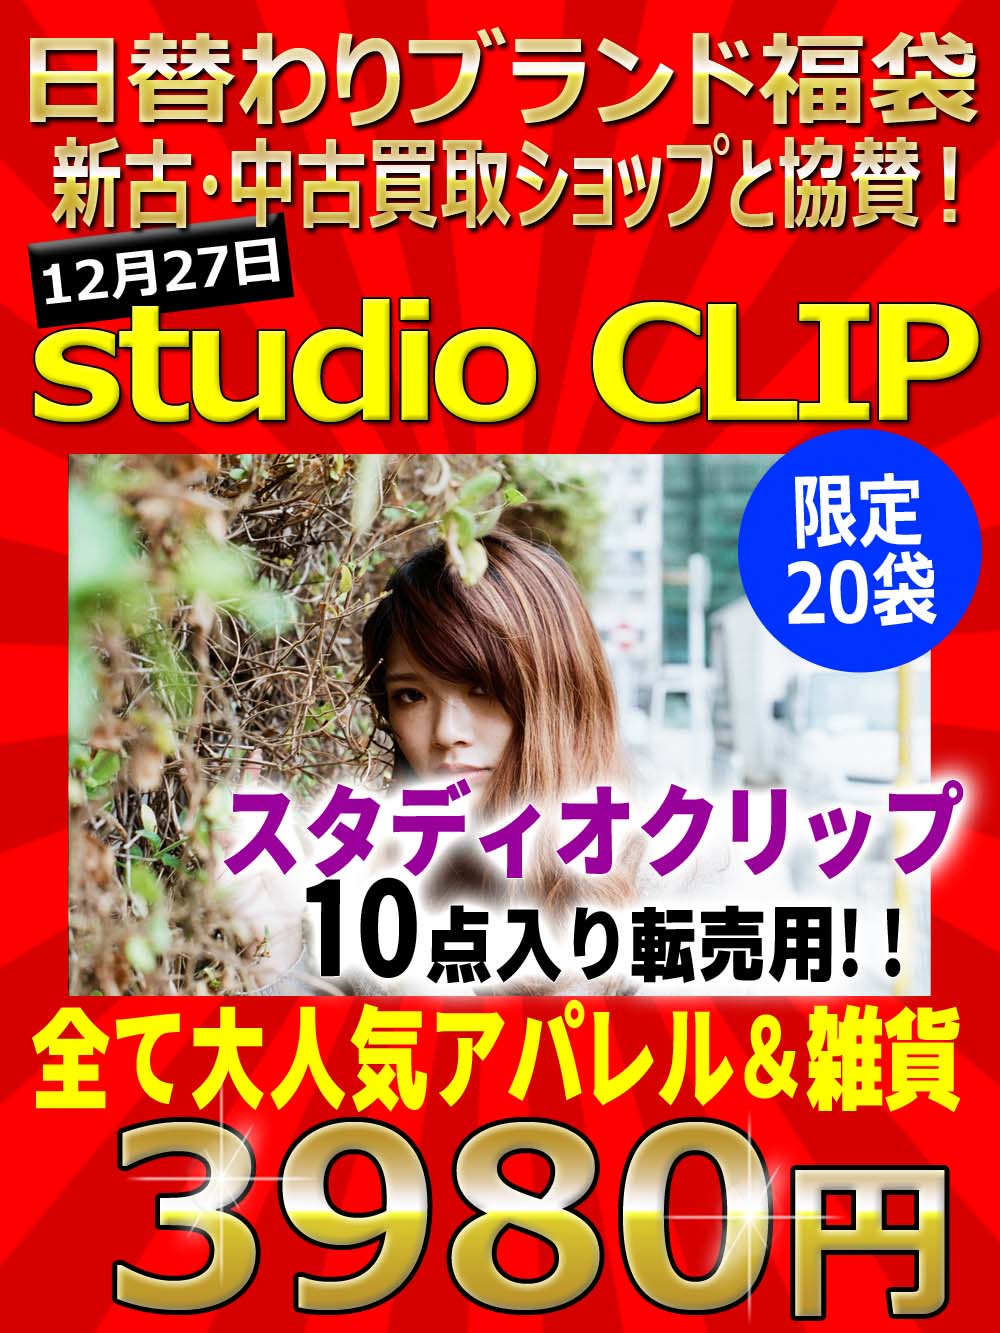 日替わりブランド福袋
新古･中古買取ショップと協賛！
12月27日
studio CLIP
限定
20袋
スタディオクリップ
10点入り転売用!!
全て大人気アパレル＆雑貨
3980円